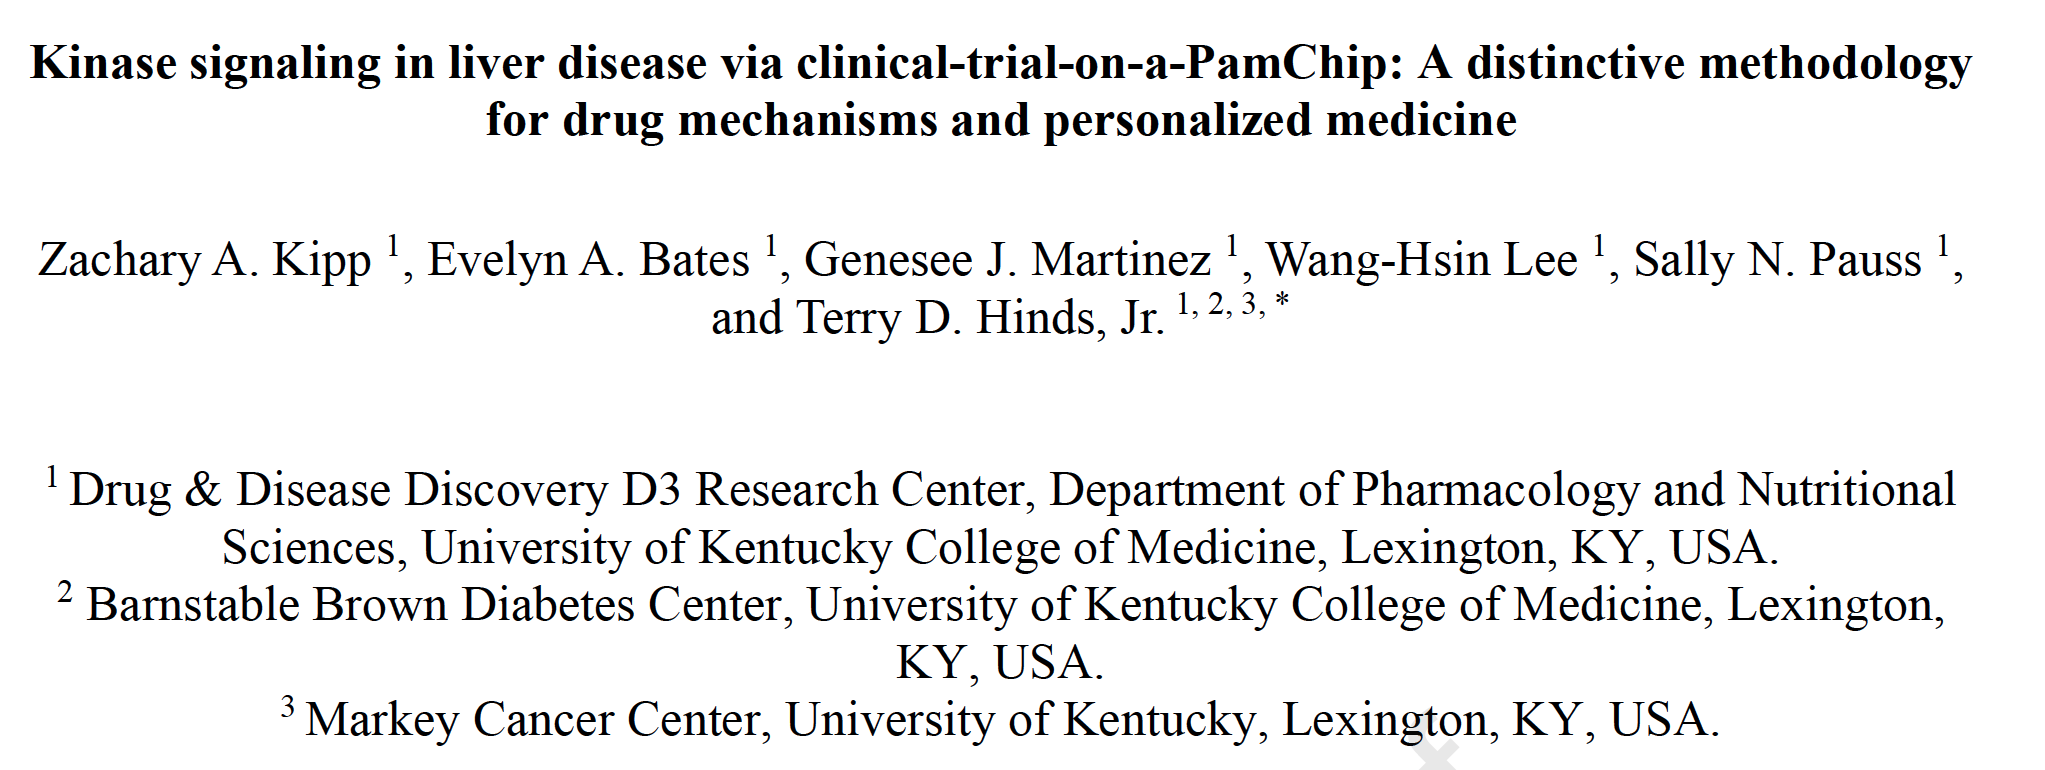 Kinase signaling in liver disease via clinical-trial-on-a-PamChip: A distinctive methodology
for drug mechanisms and personalized medicine
Zachary A. Kipp ¹, Evelyn A. Bates ¹, Genesee J. Martinez ¹, Wang-Hsin Lee ¹, Sally N. Pauss ¹,
and Terry D. Hinds, Jr. ¹, ², ³, *
¹ Drug & Disease Discovery D3 Research Center, Department of Pharmacology and Nutritional
Sciences, University of Kentucky College of Medicine, Lexington, KY, USA.
² Barnstable Brown Diabetes Center, University of Kentucky College of Medicine, Lexington,
KY, USA.
³ Markey Cancer Center, University of Kentucky, Lexington, KY, USA.